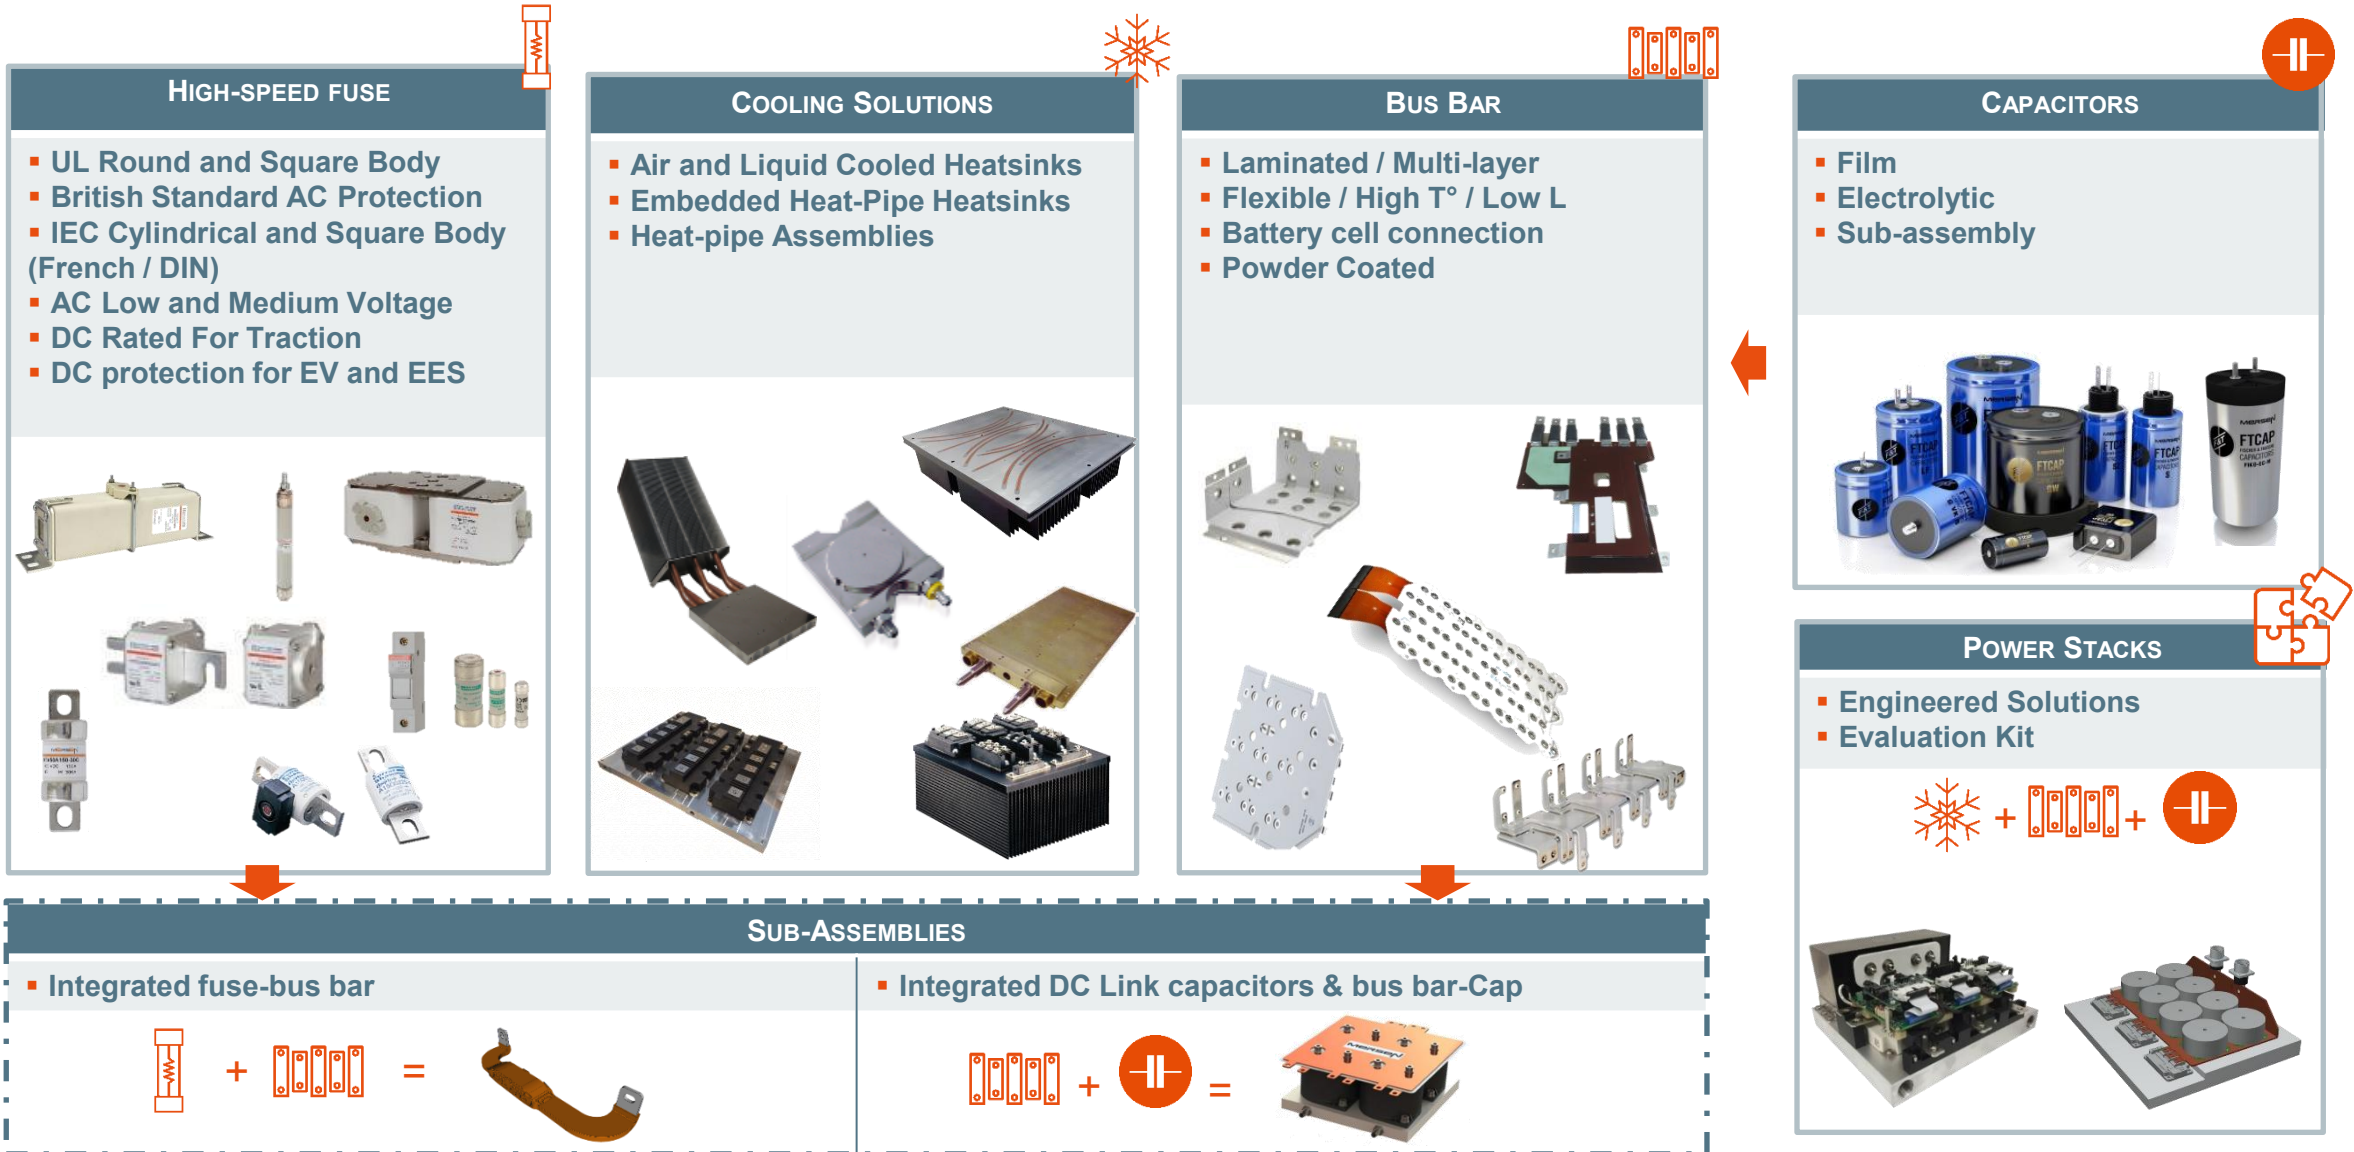 HIGH-SPEED FUSE
UL Round and Square Body
British Standard AC Protection
IEC Cylindrical and Square Body
(French / DIN)
AC Low and Medium Voltage
DC Rated For Traction
DC protection for EV and EES
COOLING SOLUTIONS
Air and Liquid Cooled Heatsinks
Embedded Heat-Pipe Heatsinks
Heat-pipe Assemblies
BUS BAR
Laminated / Multi-layer
Flexible / High T° / Low L
Battery cell connection
Powder Coated
CAPACITORS
Film
Electrolytic
Sub-assembly
MERSEN
FTCAP
MERSEN
FTCAP
CAPACITORS
POWER STACKS
Engineered Solutions
Evaluation Kit
+ +
SUB-ASSEMBLIES
Integrated fuse-bus bar
+ =
Integrated DC Link capacitors & bus bar-Cap
+ =
MERSEN